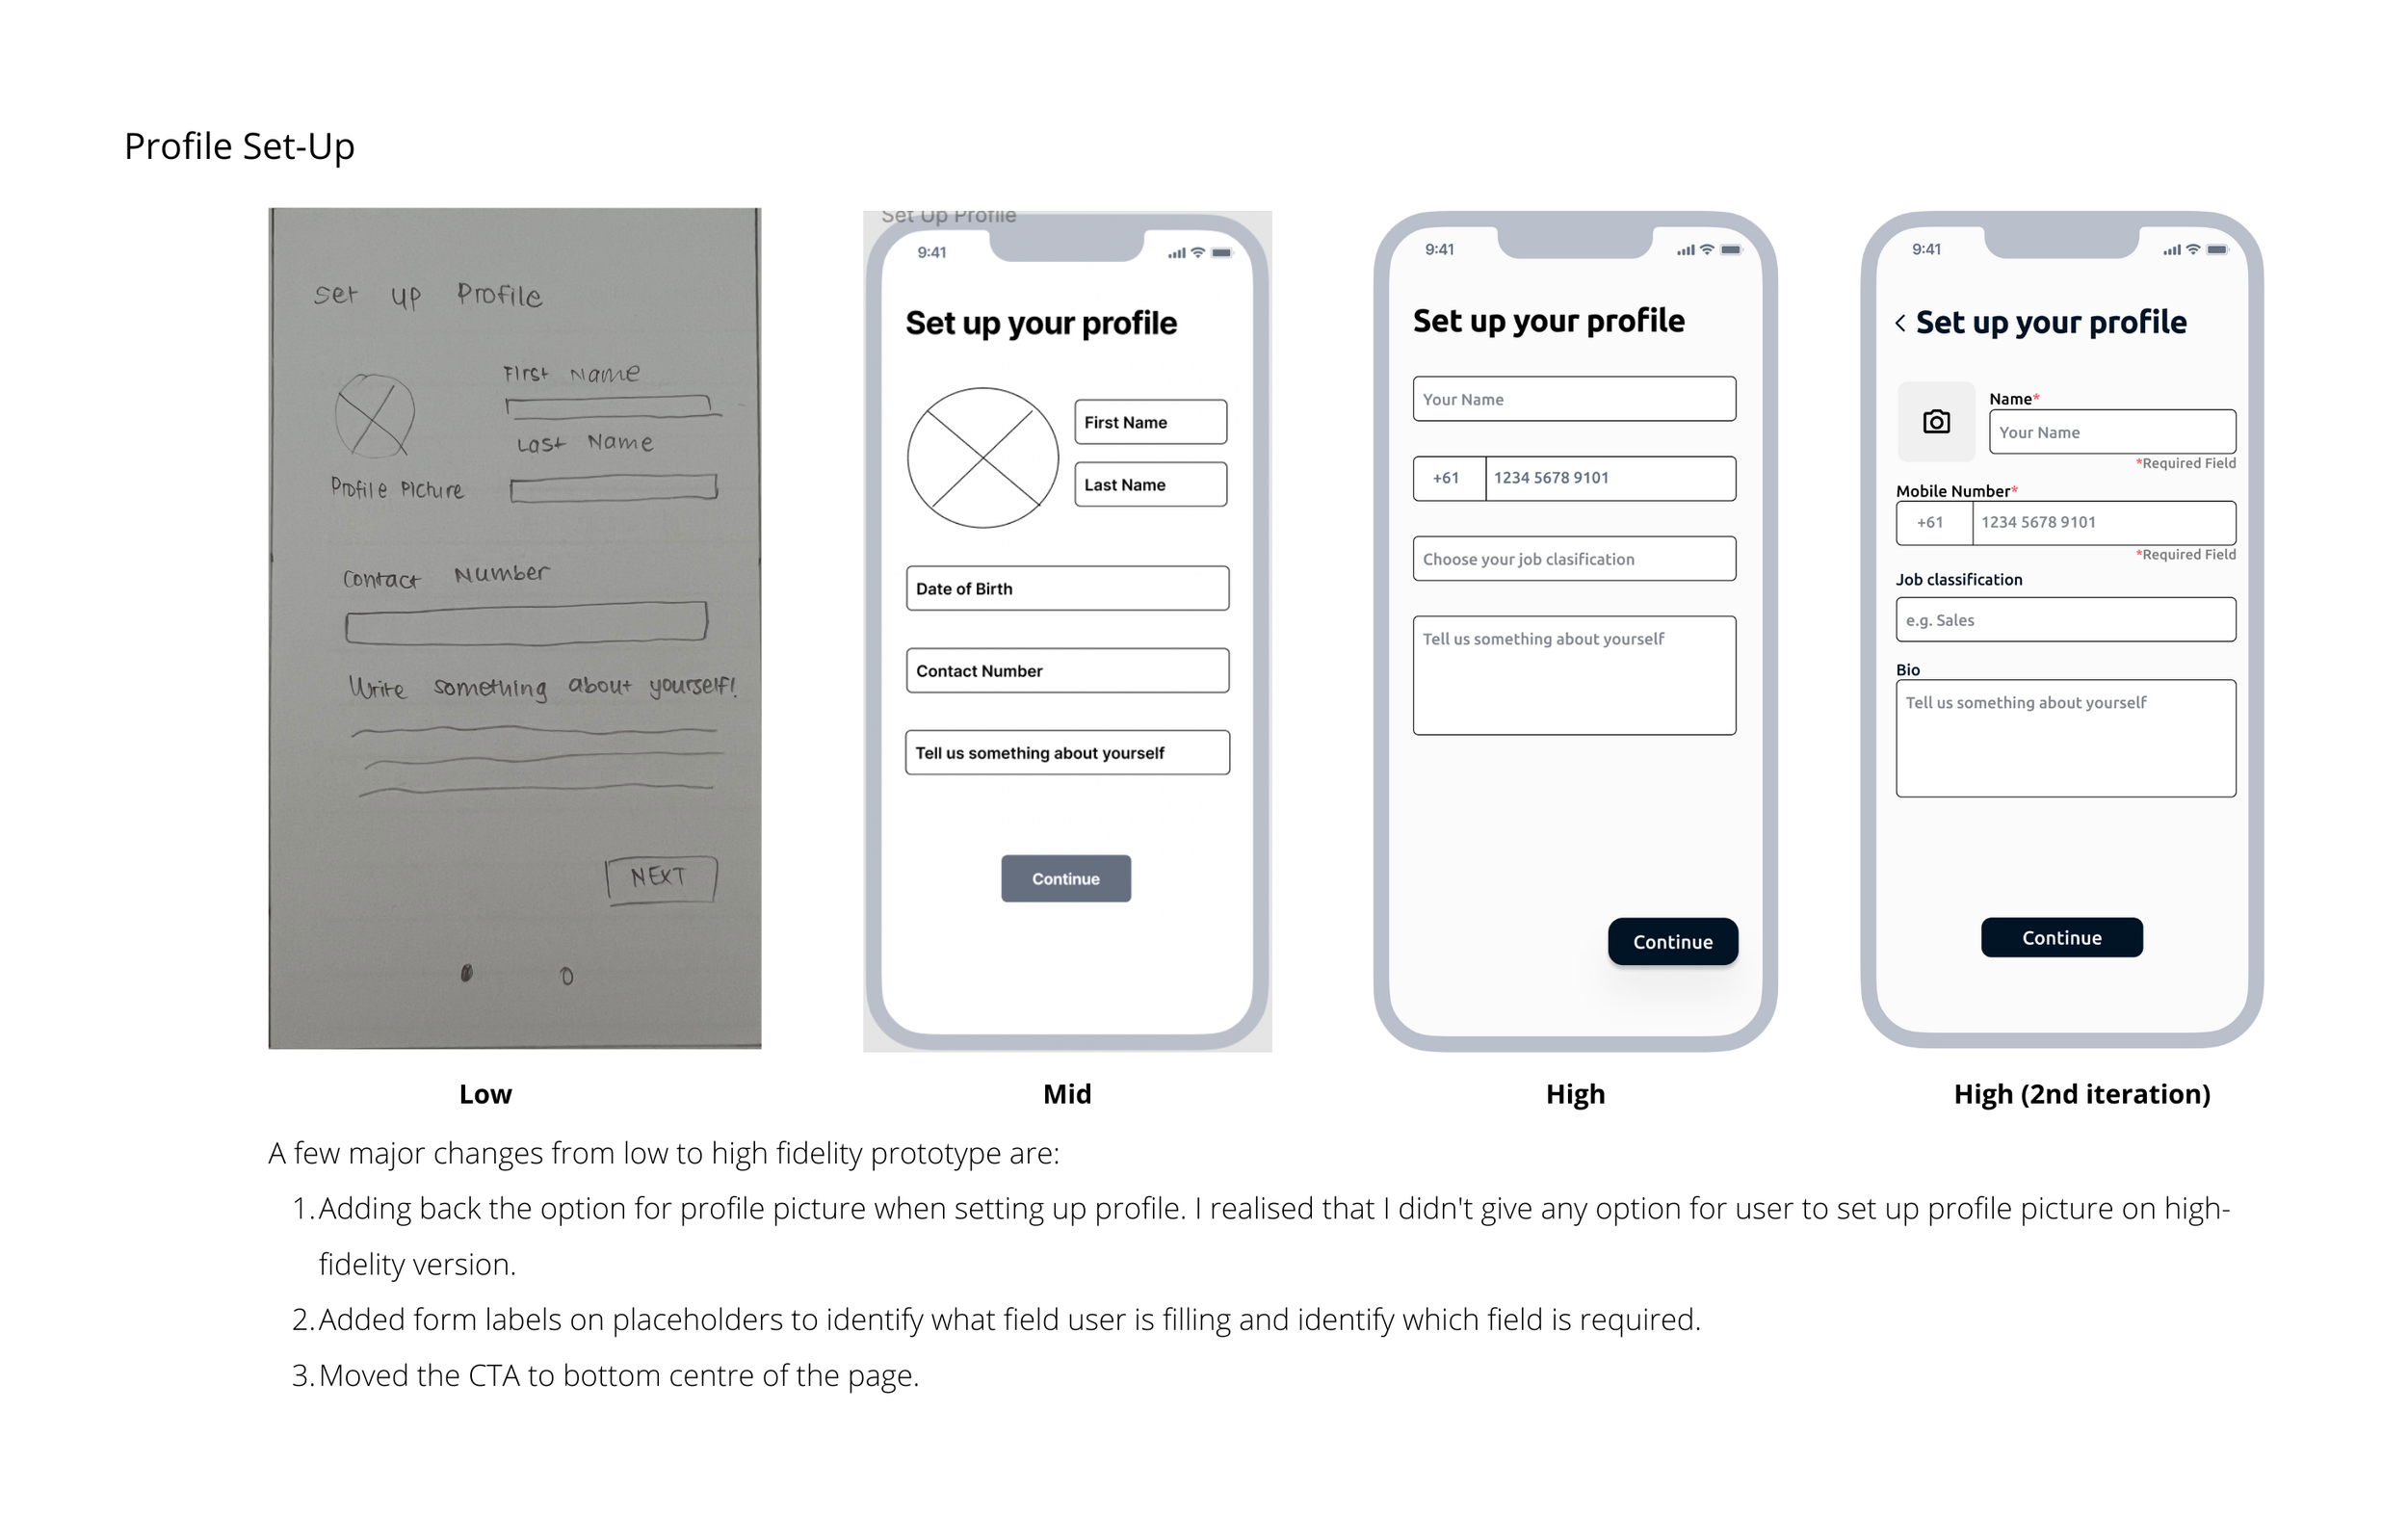 Profile Set-Up
Set up Profile
First Name
Last Name
Profile Picture
Contact Number
Write something about yourself!
NEXT
Low
Set Up Profile
9:41
Set up your profile
First Name
Last Name
Date of Birth
Contact Number
Tell us something about yourself
Continue
Mid
9:41
Set up your profile
Your Name
+61 1234 5678 9101
Choose your job clasification
Tell us something about yourself
Continue
High
9:41
< Set up your profile
Name*
Your Name
*Required Field
Mobile Number*
+61 1234 5678 9101
*Required Field
Job classification
e.g. Sales
Bio
Tell us something about yourself
Continue
High (2nd iteration)
A few major changes from low to high fidelity prototype are:
1. Adding back the option for profile picture when setting up profile. I realised that I didn't give any option for user to set up profile picture on high-
fidelity version.
2. Added form labels on placeholders to identify what field user is filling and identify which field is required.
3. Moved the CTA to bottom centre of the page.